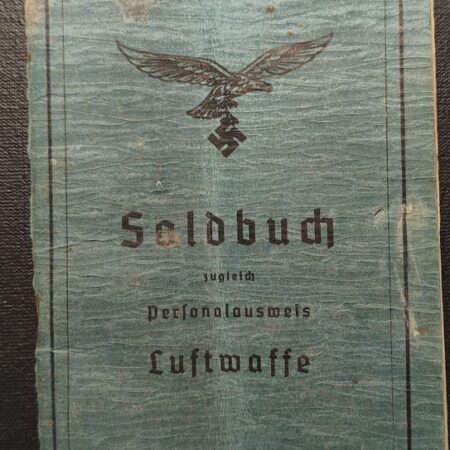 Soldbuch
zugleich
Personalausweis
Luftwaffe